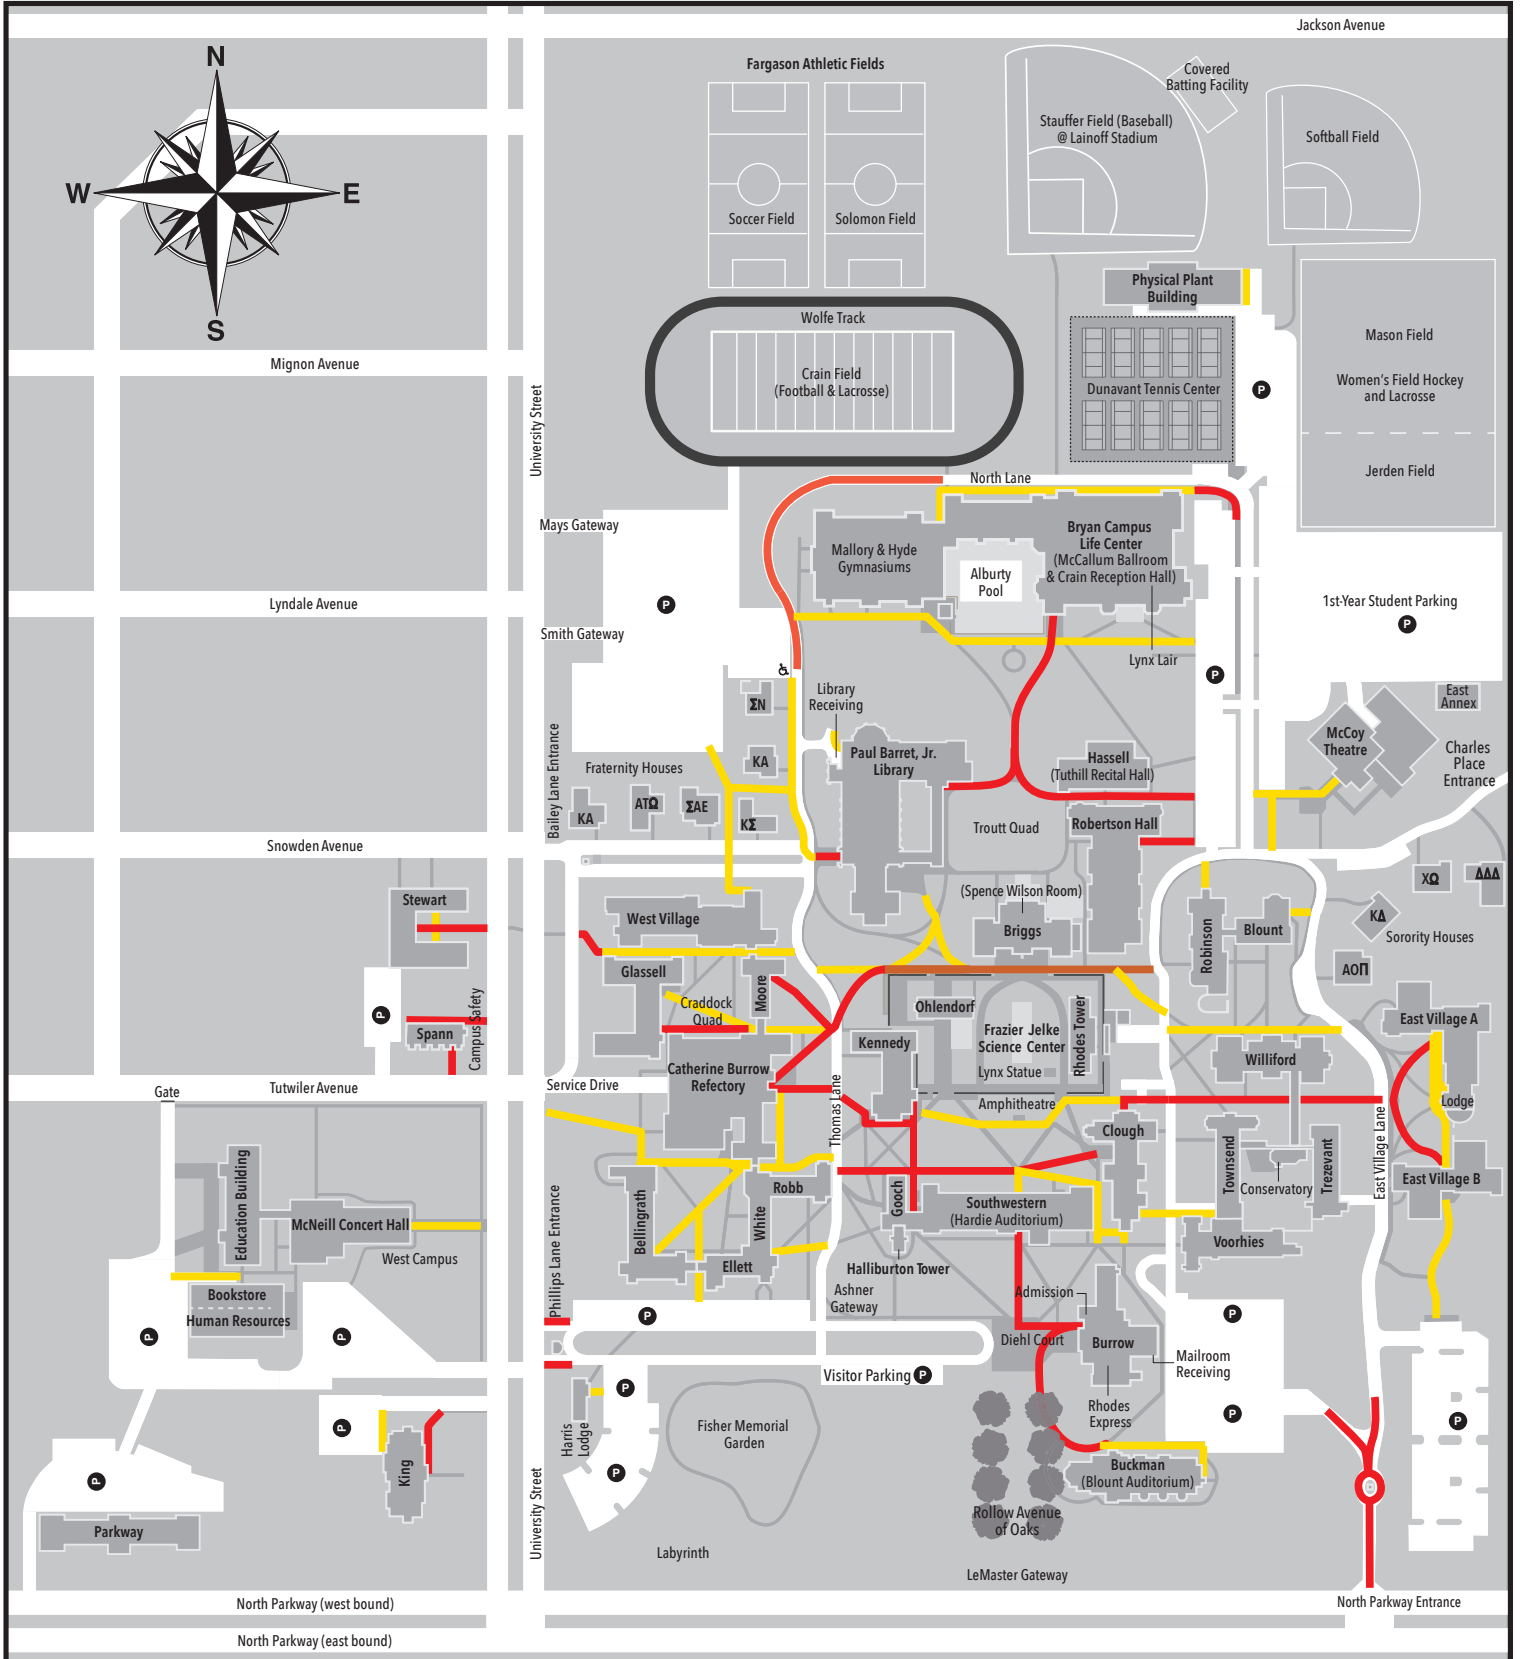 Jackson Avenue
N
W
E
S
Fargason Athletic Fields
Covered
Batting Facility
Stauffer Field (Baseball)
@ Lainoff Stadium
Softball Field
Soccer Field
Solomon Field
Physical Plant
Building
Wolfe Track
Crain Field
(Football & Lacrosse)
Dunavant Tennis Center
P
Mason Field
Women's Field Hockey
and Lacrosse
Jerden Field
Mignon Avenue
University Street
North Lane
Mays Gateway
Mallory & Hyde
Gymnasiums
Bryan Campus
Life Center
(McCallum Ballroom
& Crain Reception Hall)
Alburty
Pool
Lyndale Avenue
P
Smith Gateway
1st-Year Student Parking
P
Lynx Lair
P
Library
Receiving
ΣN
East
Annex
McCoy
Theatre
Charles
Place
Entrance
Bailey Lane Entrance
Fraternity Houses
KA
Paul Barret, Jr.
Library
Hassell
(Tuthill Recital Hall)
KA
ATΩ
ΣAE
KΣ
Troutt Quad
Robertson Hall
Snowden Avenue
XΩ
ΔΔΔ
Stewart
(Spence Wilson Room)
West Village
Briggs
Robinson
Blount
KΔ
Sorority Houses
Glassell
Moore
AOΠ
Craddock
Quad
Ohlendorf
P
Campus Safety
Spann
Kennedy
Frazier Jelke
Science Center
Rhodes Tower
East Village A
Williford
Catherine Burrow
Refectory
Lynx Statue
Gate
Tutwiler Avenue
Service Drive
Thomas Lane
Amphitheatre
Lodge
Clough
East Village Lane
Education Building
Townsend
Trezevant
Conservatory
East Village B
Robb
Gooch
Southwestern
(Hardie Auditorium)
McNeill Concert Hall
Bellingrath
White
West Campus
Phillips Lane Entrance
Voorhies
Ellett
Halliburton Tower
Bookstore
Human Resources
Ashner
Gateway
Admission
P
P
P
P
Diehl Court
Burrow
Visitor Parking P
Mailroom
Receiving
P
Rhodes
Express
P
P
P
Harris
Lodge
Fisher Memorial
Garden
King
P
P
Buckman
(Blount Auditorium)
University Street
Rollow Avenue
of Oaks
Parkway
Labyrinth
LeMaster Gateway
North Parkway (west bound)
North Parkway Entrance
North Parkway (east bound)